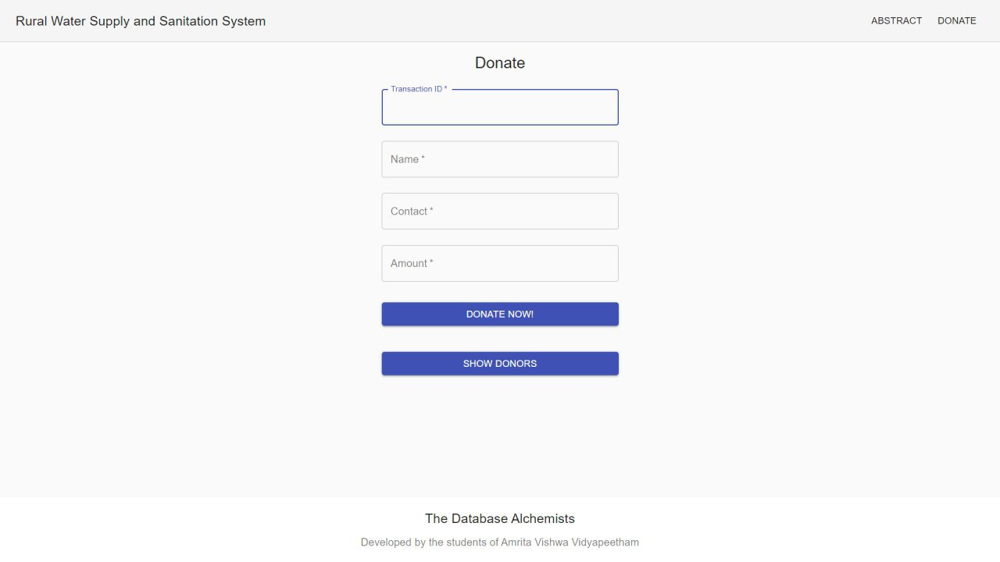 Rural Water Supply and Sanitation System
ABSTRACT
DONATE
Donate
Transaction ID *
Name *
Contact *
Amount *
DONATE NOW!
SHOW DONORS
The Database Alchemists
Developed by the students of Amrita Vishwa Vidyapeetham